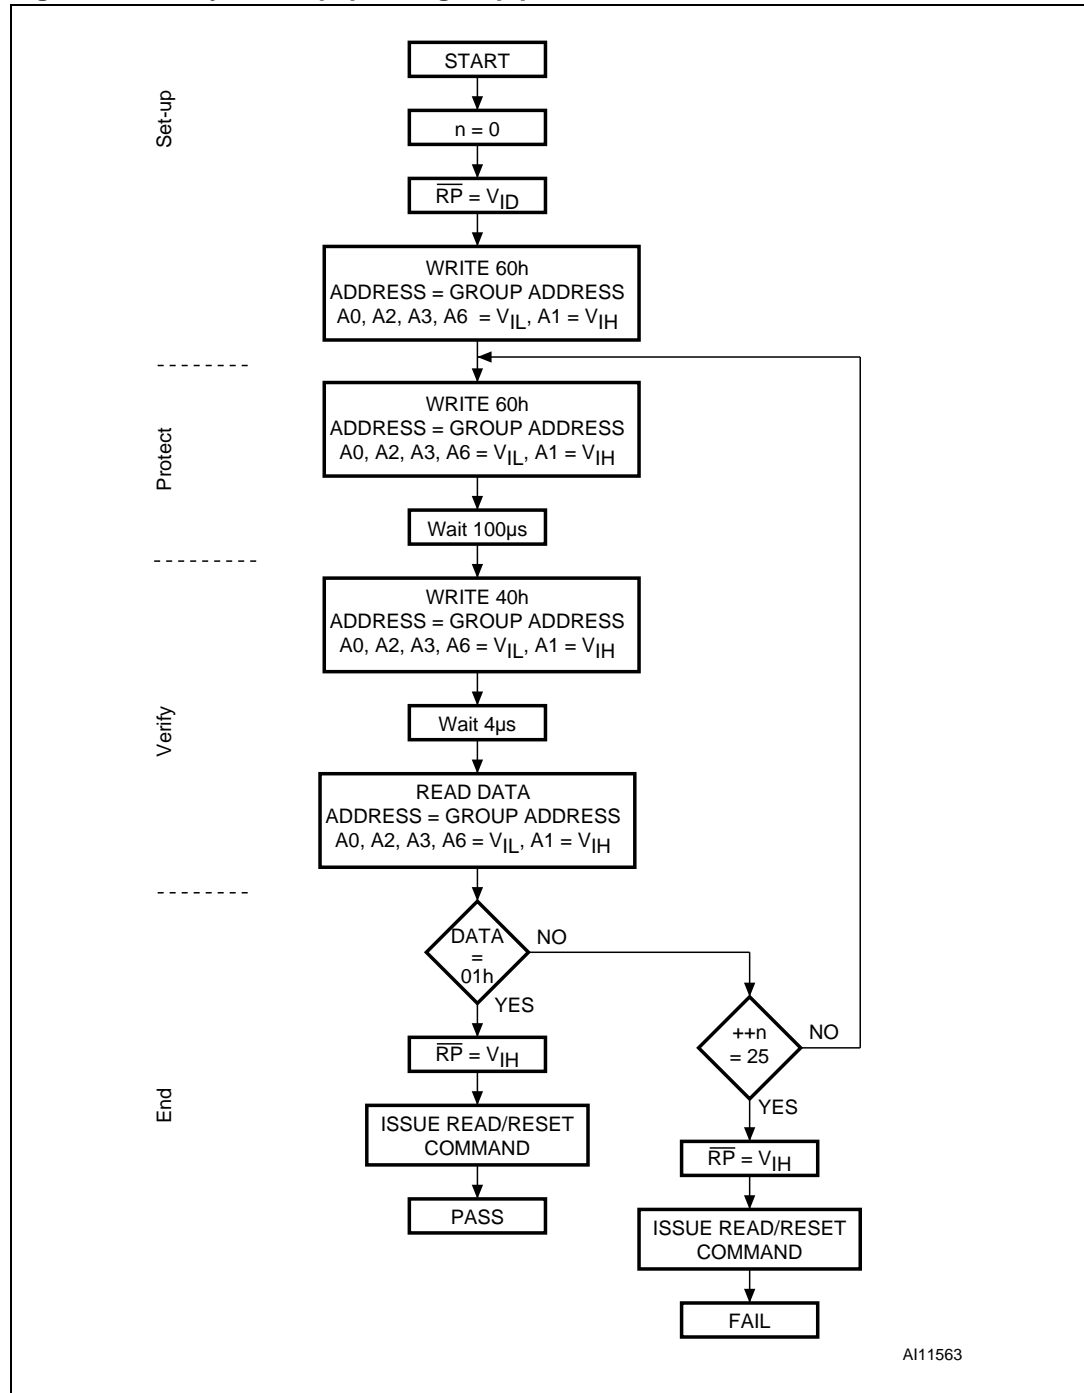 START
Set-up
n = 0
RP = VID
WRITE 60h
ADDRESS = GROUP ADDRESS
A0, A2, A3, A6 = VIL, A1 = VIH
WRITE 60h
ADDRESS = GROUP ADDRESS
A0, A2, A3, A6 = VIL, A1 = VIH
Protect
Wait 100µs
WRITE 40h
ADDRESS = GROUP ADDRESS
A0, A2, A3, A6 = VIL, A1 = VIH
Verify
Wait 4µs
READ DATA
ADDRESS = GROUP ADDRESS
A0, A2, A3, A6 = VIL, A1 = VIH
DATA
=
01h
NO
YES
++n
= 25
NO
YES
End
RP = VIH
ISSUE READ/RESET
COMMAND
PASS
RP = VIH
ISSUE READ/RESET
COMMAND
FAIL
AI11563